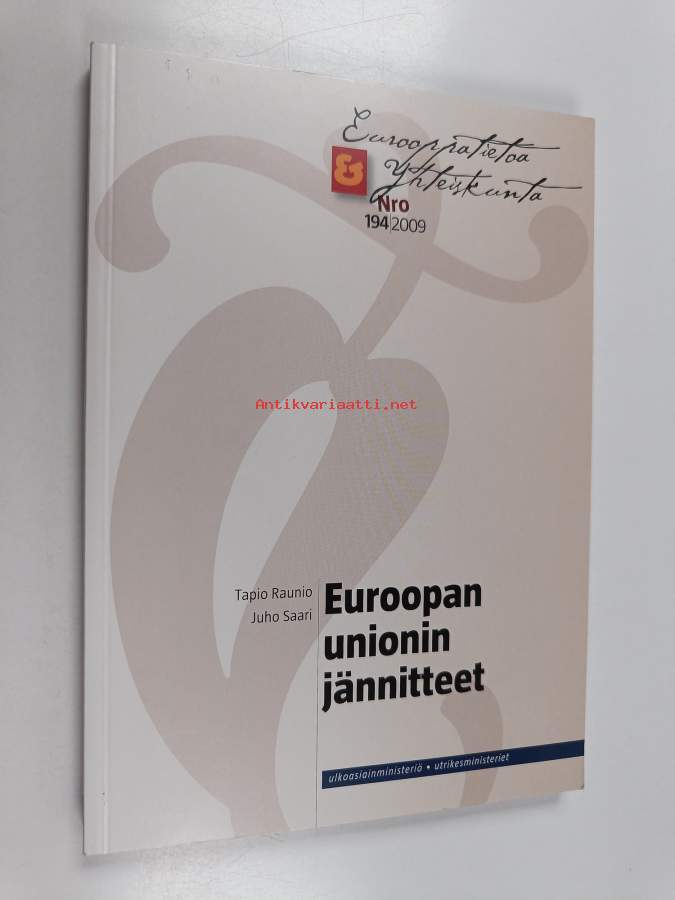 Eurooppatietoa
&
Yhteiskunta
Nro
194|2009
Antikvariaatti.net
Tapio Raunio
Juho Saari
Euroopan
unionin
jännitteet
ulkoasiainministeriö • utrikesministeriet